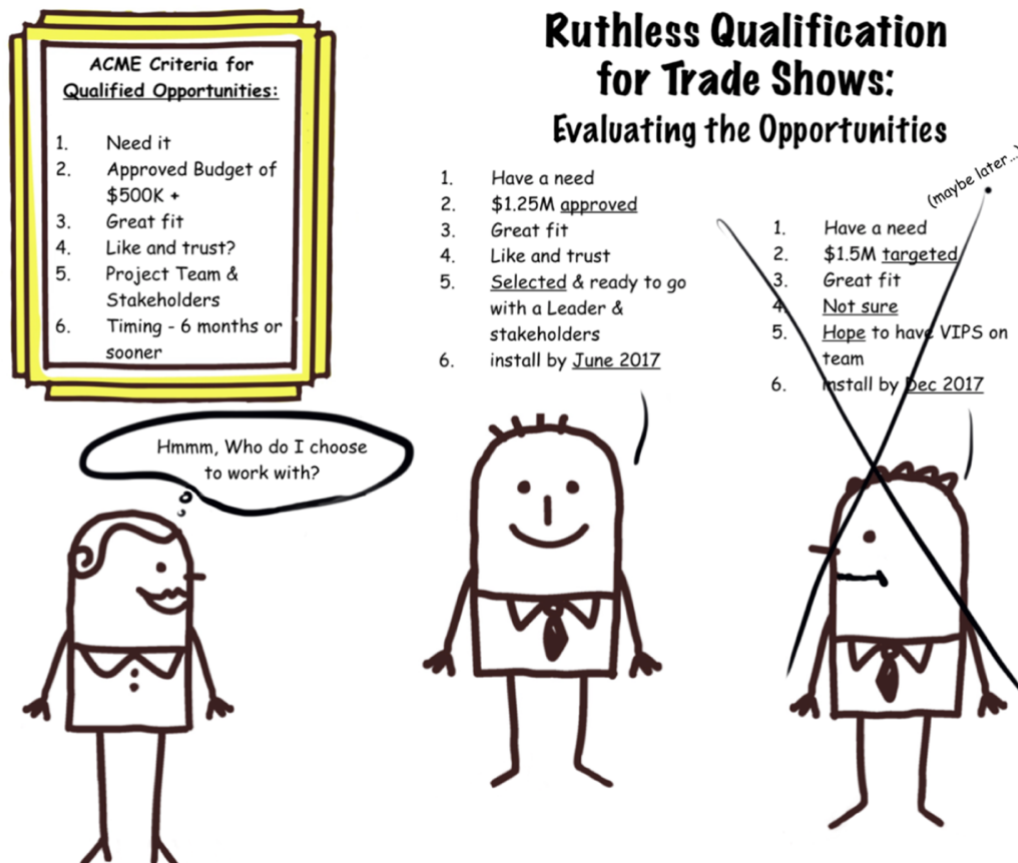 Ruthless Qualification
for Trade Shows:
Evaluating the Opportunities
ACME Criteria for
Qualified Opportunities:
1. Need it
2. Approved Budget of
$500K +
3. Great fit
4. Like and trust?
5. Project Team &
Stakeholders
6. Timing - 6 months or
sooner
Hmmm, Who do I choose
to work with?
1. Have a need
2. $1.25M approved
3. Great fit
4. Like and trust
5. Selected & ready to go
with a Leader &
stakeholders
6. install by June 2017
(maybe later...)
1. Have a need
2. $1.5M targeted
3. Great fit
4. Not sure
5. Hope to have VIPS on
team
6. install by Dec 2017